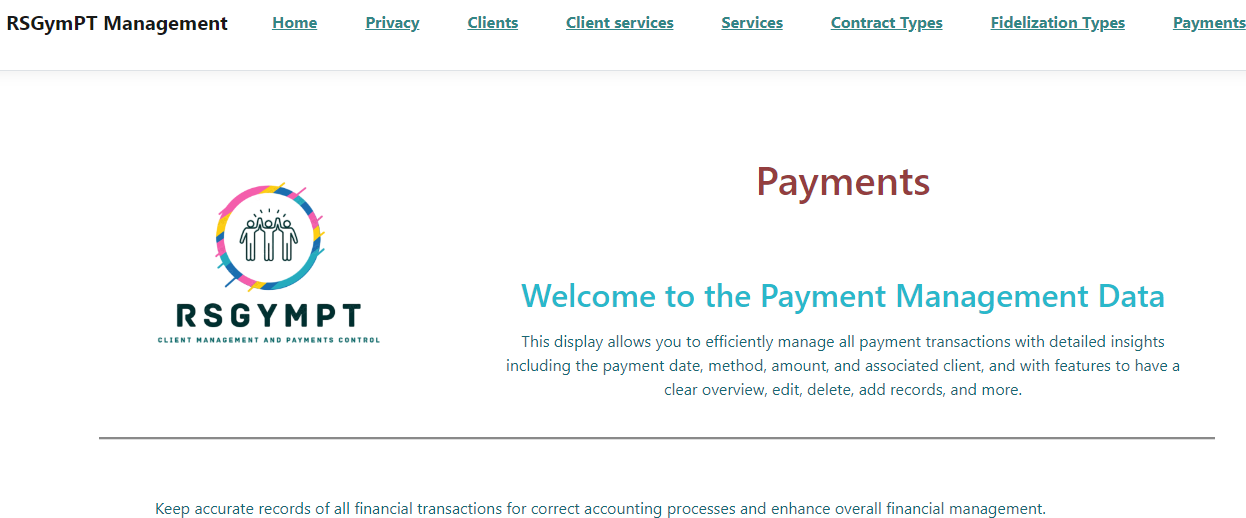 RSGymPT Management Home Privacy Clients Client services Services Contract Types Fidelization Types Payments
Payments
RSGYMPT
CLIENT MANAGEMENT AND PAYMENTS CONTROL
Welcome to the Payment Management Data
This display allows you to efficiently manage all payment transactions with detailed insights
including the payment date, method, amount, and associated client, and with features to have a
clear overview, edit, delete, add records, and more.
Keep accurate records of all financial transactions for correct accounting processes and enhance overall financial management.